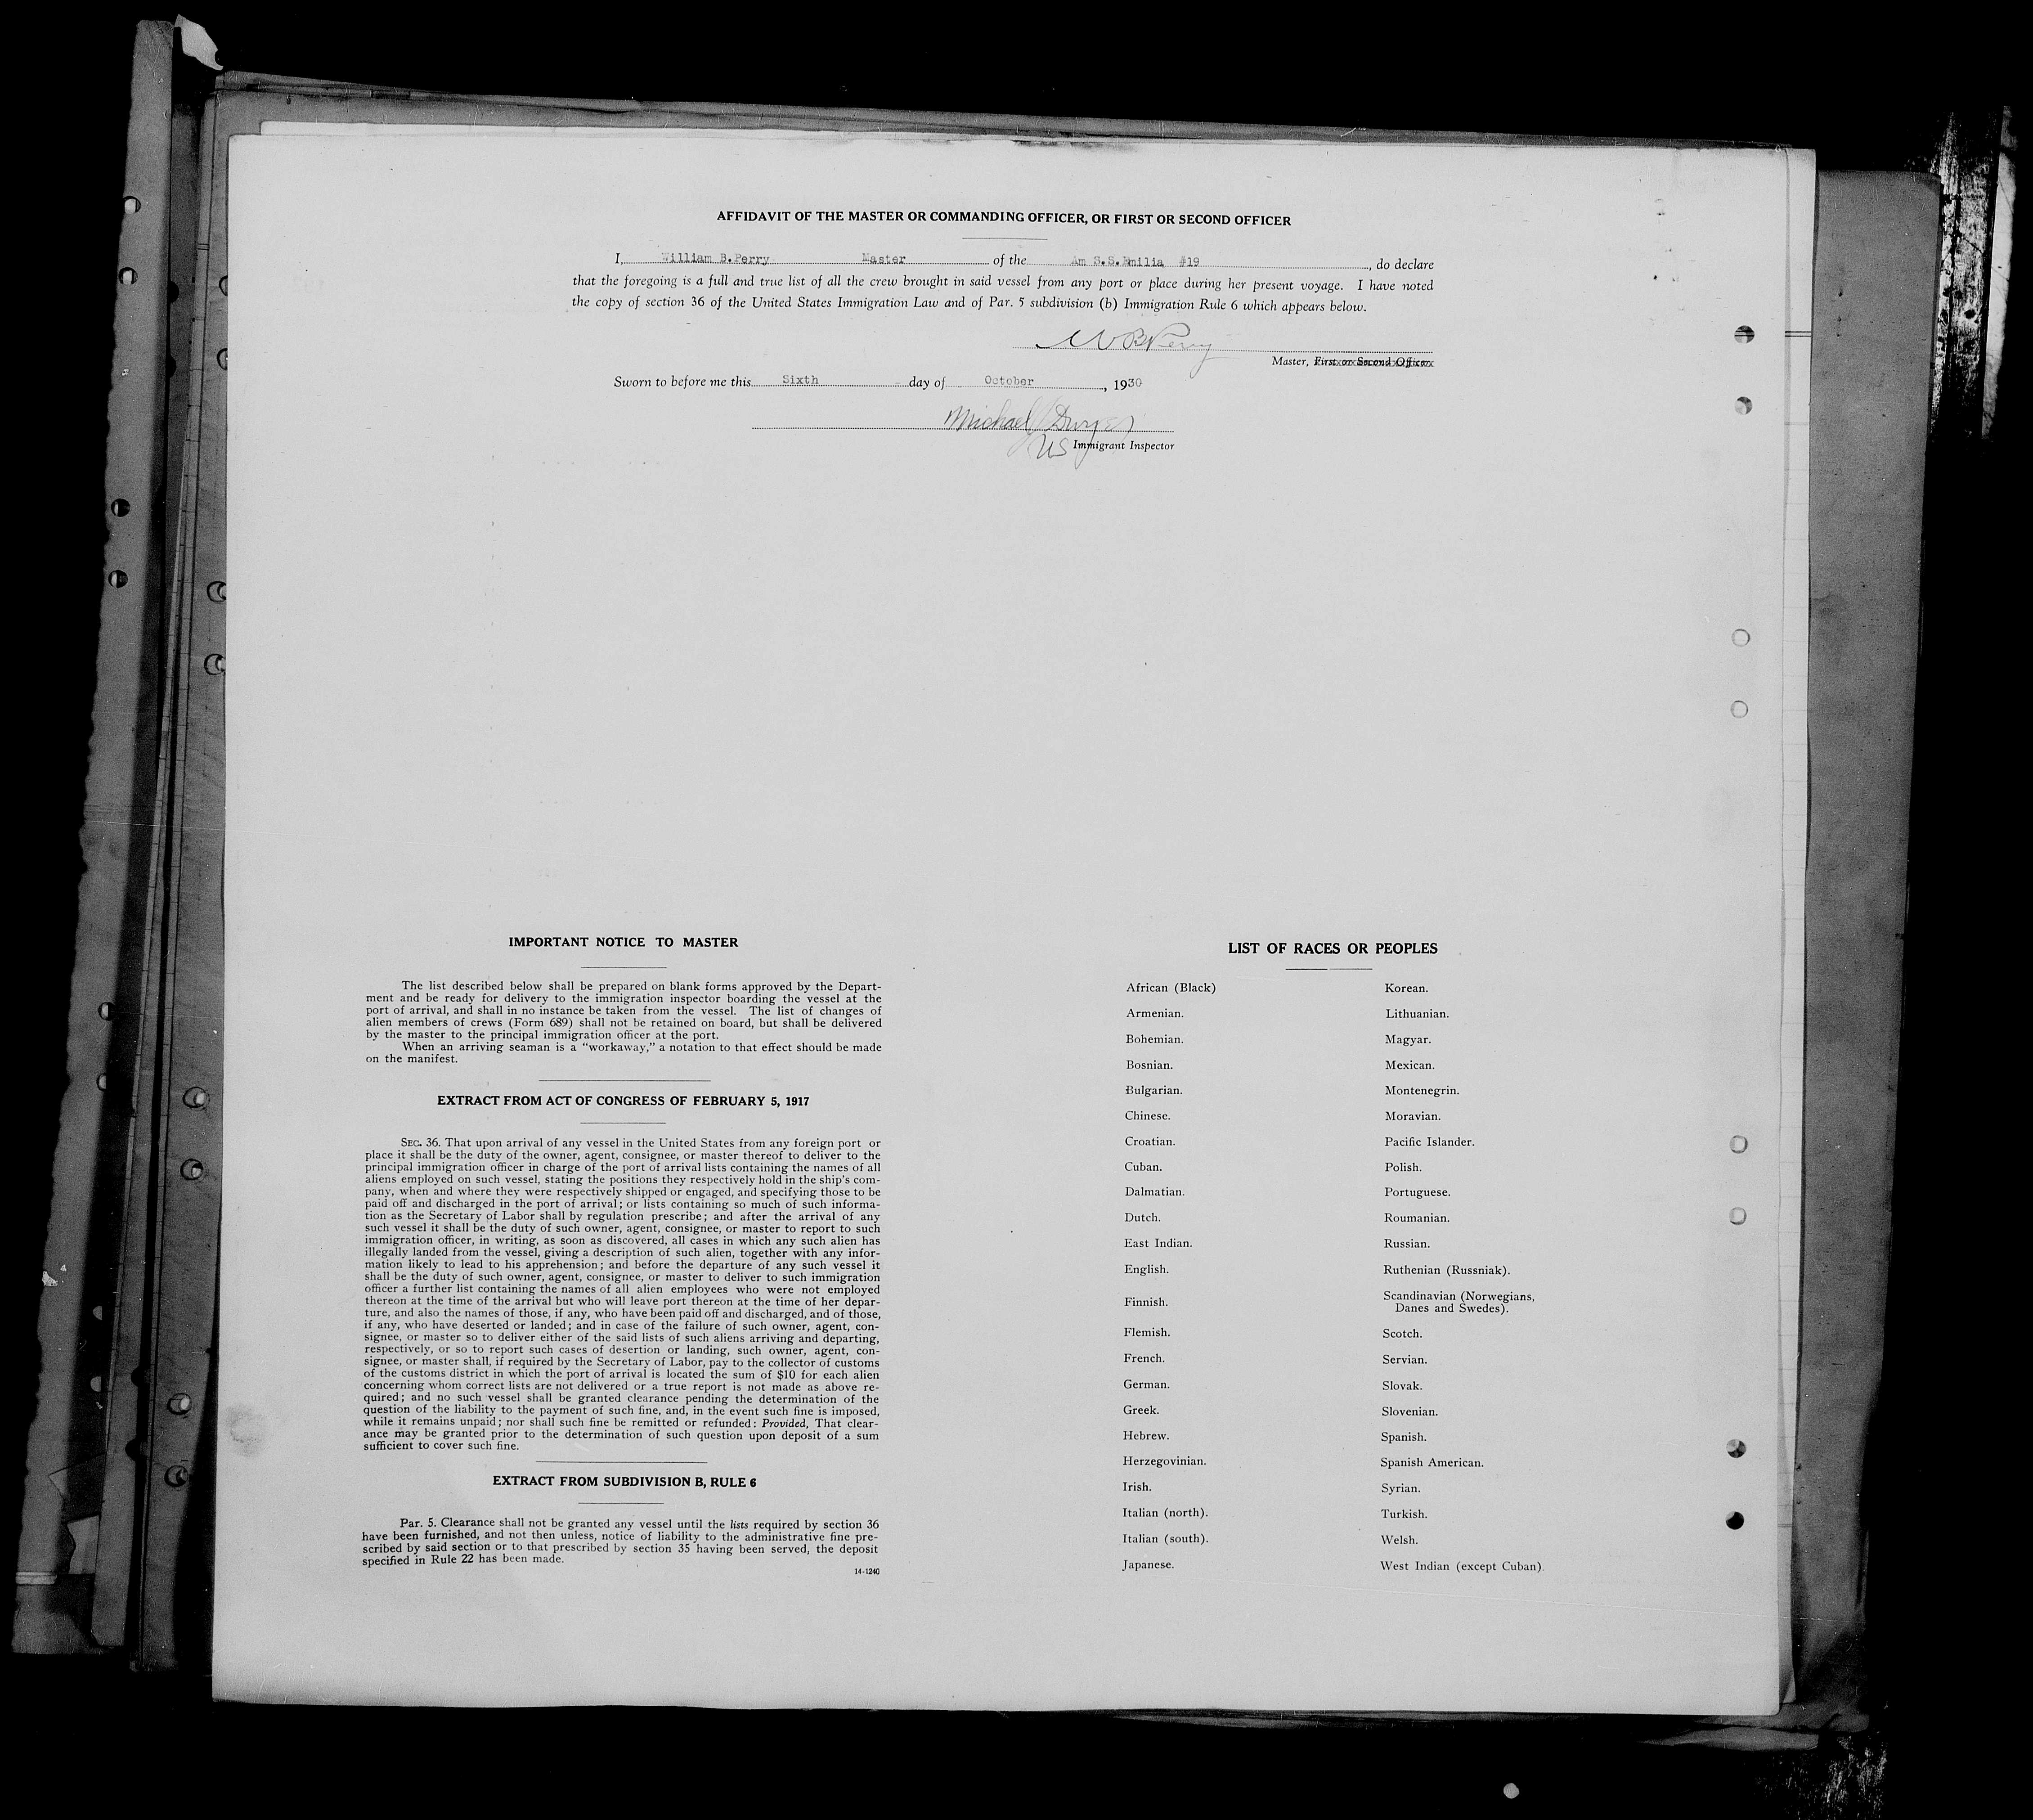 AFFIDAVIT OF THE MASTER OR COMMANDING OFFICER, OR FIRST OR SECOND OFFICER
I, William B.Perry Master of the Am S.S.Emilia #19, do declare
that the foregoing is a full and true list of all the crew brought in said vessel from any port or place during her present voyage. I have noted
the copy of section 36 of the United States Immigration Law and of Par. 5 subdivision (b) Immigration Rule 6 which appears below.
W B Perry
Master, First or Second Officer
Sworn to before me this Sixth day of October, 1930
Michael Dwyer
US Immigrant Inspector
IMPORTANT NOTICE TO MASTER
The list described below shall be prepared on blank forms approved by the Depart-
ment and be ready for delivery to the immigration inspector boarding the vessel at the
port of arrival, and shall in no instance be taken from the vessel. The list of changes of
alien members of crews (Form 689) shall not be retained on board, but shall be delivered
by the master to the principal immigration officer at the port.
When an arriving seaman is a "workaway," a notation to that effect should be made
on the manifest.
EXTRACT FROM ACT OF CONGRESS OF FEBRUARY 5, 1917
SEC. 36. That upon arrival of any vessel in the United States from any foreign port or
place it shall be the duty of the owner, agent, consignee, or master thereof to deliver to the
principal immigration officer in charge of the port of arrival lists containing the names of all
aliens employed on such vessel, stating the positions they respectively hold in the ship's com-
pany, when and where they were respectively shipped or engaged, and specifying those to be
paid off and discharged in the port of arrival; or lists containing so much of such informa-
tion as the Secretary of Labor shall by regulation prescribe; and after the arrival of any
such vessel it shall be the duty of such owner, agent, consignee, or master to report to such
immigration officer, in writing, as soon as discovered, all cases in which any such alien has
illegally landed from the vessel, giving a description of such alien, together with any infor-
mation likely to lead to his apprehension; and before the departure of any such vessel it
shall be the duty of such owner, agent, consignee, or master to deliver to such immigration
officer a further list containing the names of all alien employees who were not employed
thereon at the time of the arrival but who will leave port thereon at the time of her depar-
ture, and also the names of those, if any, who have been paid off and discharged, and of those,
if any, who have deserted or landed; and in case of the failure of such owner, agent, con-
signee, or master so to deliver either of the said lists of such aliens arriving and departing,
respectively, or so to report such cases of desertion or landing, such owner, agent, con-
signee, or master shall, if required by the Secretary of Labor, pay to the collector of customs
of the customs district in which the port of arrival is located the sum of $10 for each alien
concerning whom correct lists are not delivered or a true report is not made as above re-
quired; and no such vessel shall be granted clearance pending the determination of the
question of the liability to the payment of such fine, and, in the event such fine is imposed,
while it remains unpaid; nor shall such fine be remitted or refunded: Provided, That clear-
ance may be granted prior to the determination of such question upon deposit of a sum
sufficient to cover such fine.
EXTRACT FROM SUBDIVISION B, RULE 6
Par. 5. Clearance shall not be granted any vessel until the lists required by section 36
have been furnished, and not then unless, notice of liability to the administrative fine pre-
scribed by said section or to that prescribed by section 35 having been served, the deposit
specified in Rule 22 has been made.
14-1240
LIST OF RACES OR PEOPLES
African (Black)
Armenian.
Bohemian.
Bosnian.
Bulgarian.
Chinese.
Croatian.
Cuban.
Dalmatian.
Dutch.
East Indian.
English.
Finnish.
Flemish.
French.
German.
Greek.
Hebrew.
Herzegovinian.
Irish.
Italian (north).
Italian (south).
Japanese.
Korean.
Lithuanian.
Magyar.
Mexican.
Montenegrin.
Moravian.
Pacific Islander.
Polish.
Portuguese.
Roumanian.
Russian.
Ruthenian (Russniak).
Scandinavian (Norwegians,
Danes and Swedes).
Scotch.
Servian.
Slovak.
Slovenian.
Spanish.
Spanish American.
Syrian.
Turkish.
Welsh.
West Indian (except Cuban).